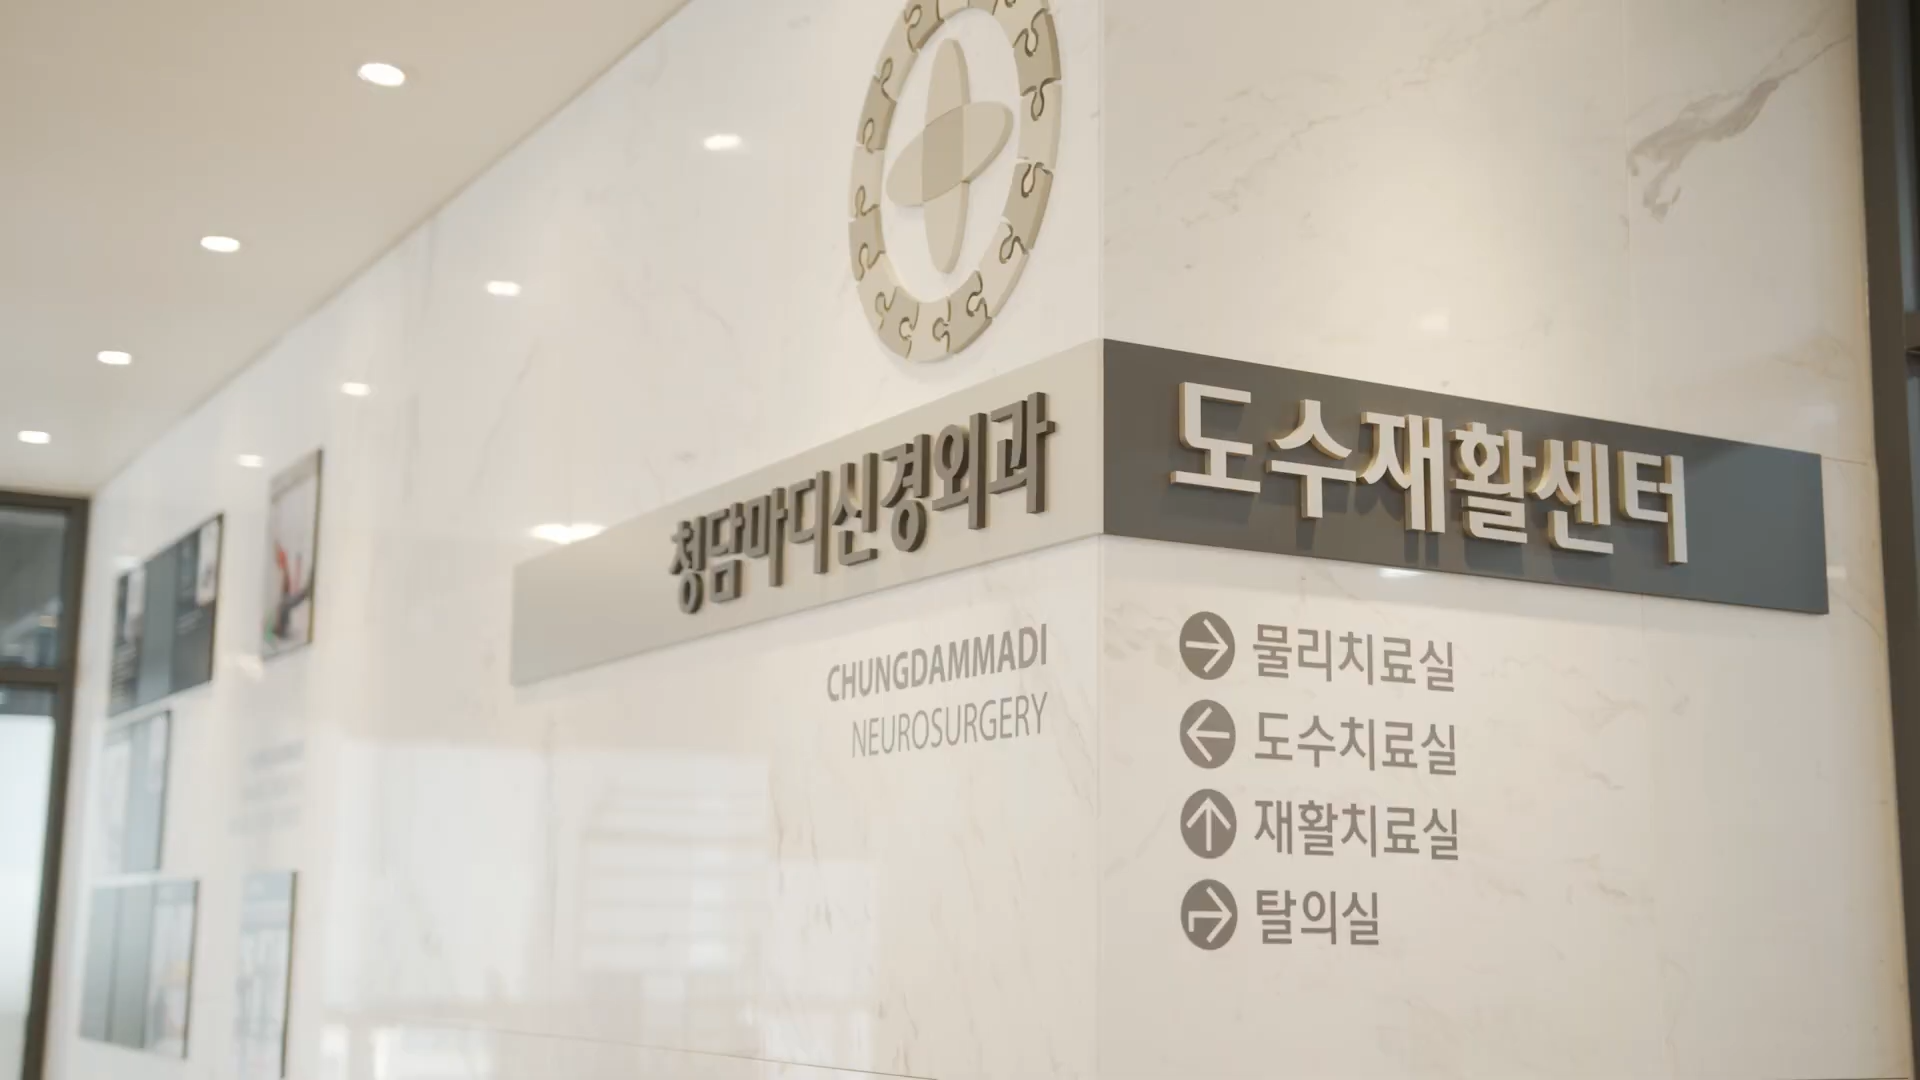 청담마디신경외과
CHUNGDAMMADI
NEUROSURGERY
도수재활센터
물리치료실
도수치료실
재활치료실
탈의실